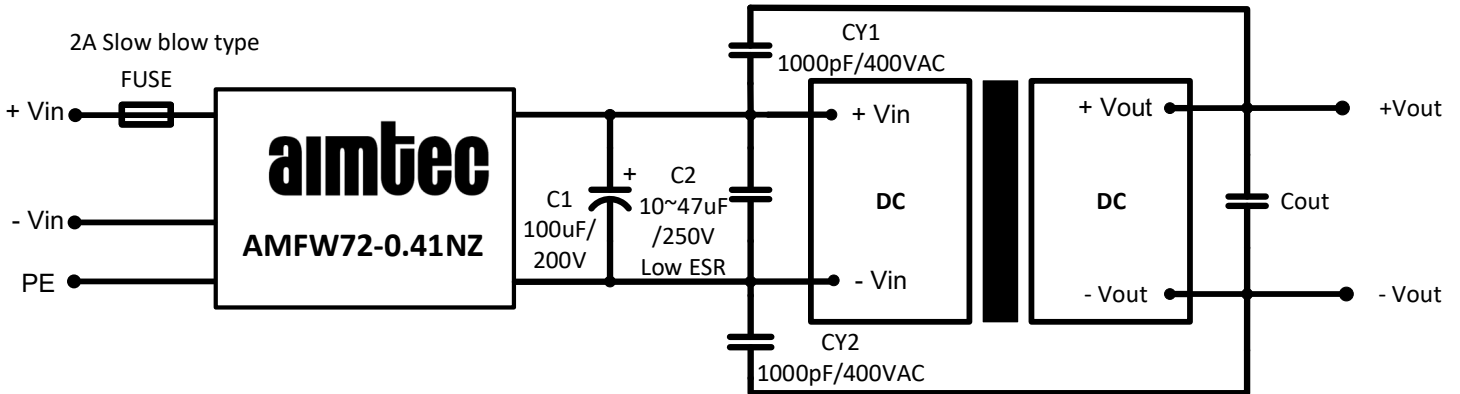 2A Slow blow type
FUSE
+ Vin
- Vin
PE
aimtec
AMFW72-0.41NZ
C1
100uF/
200V
+
C2
10~47uF
/250V
Low ESR
CY1
1000pF/400VAC
CY2
1000pF/400VAC
+ Vin
DC
- Vin
+ Vout
DC
- Vout
Cout
+Vout
- Vout